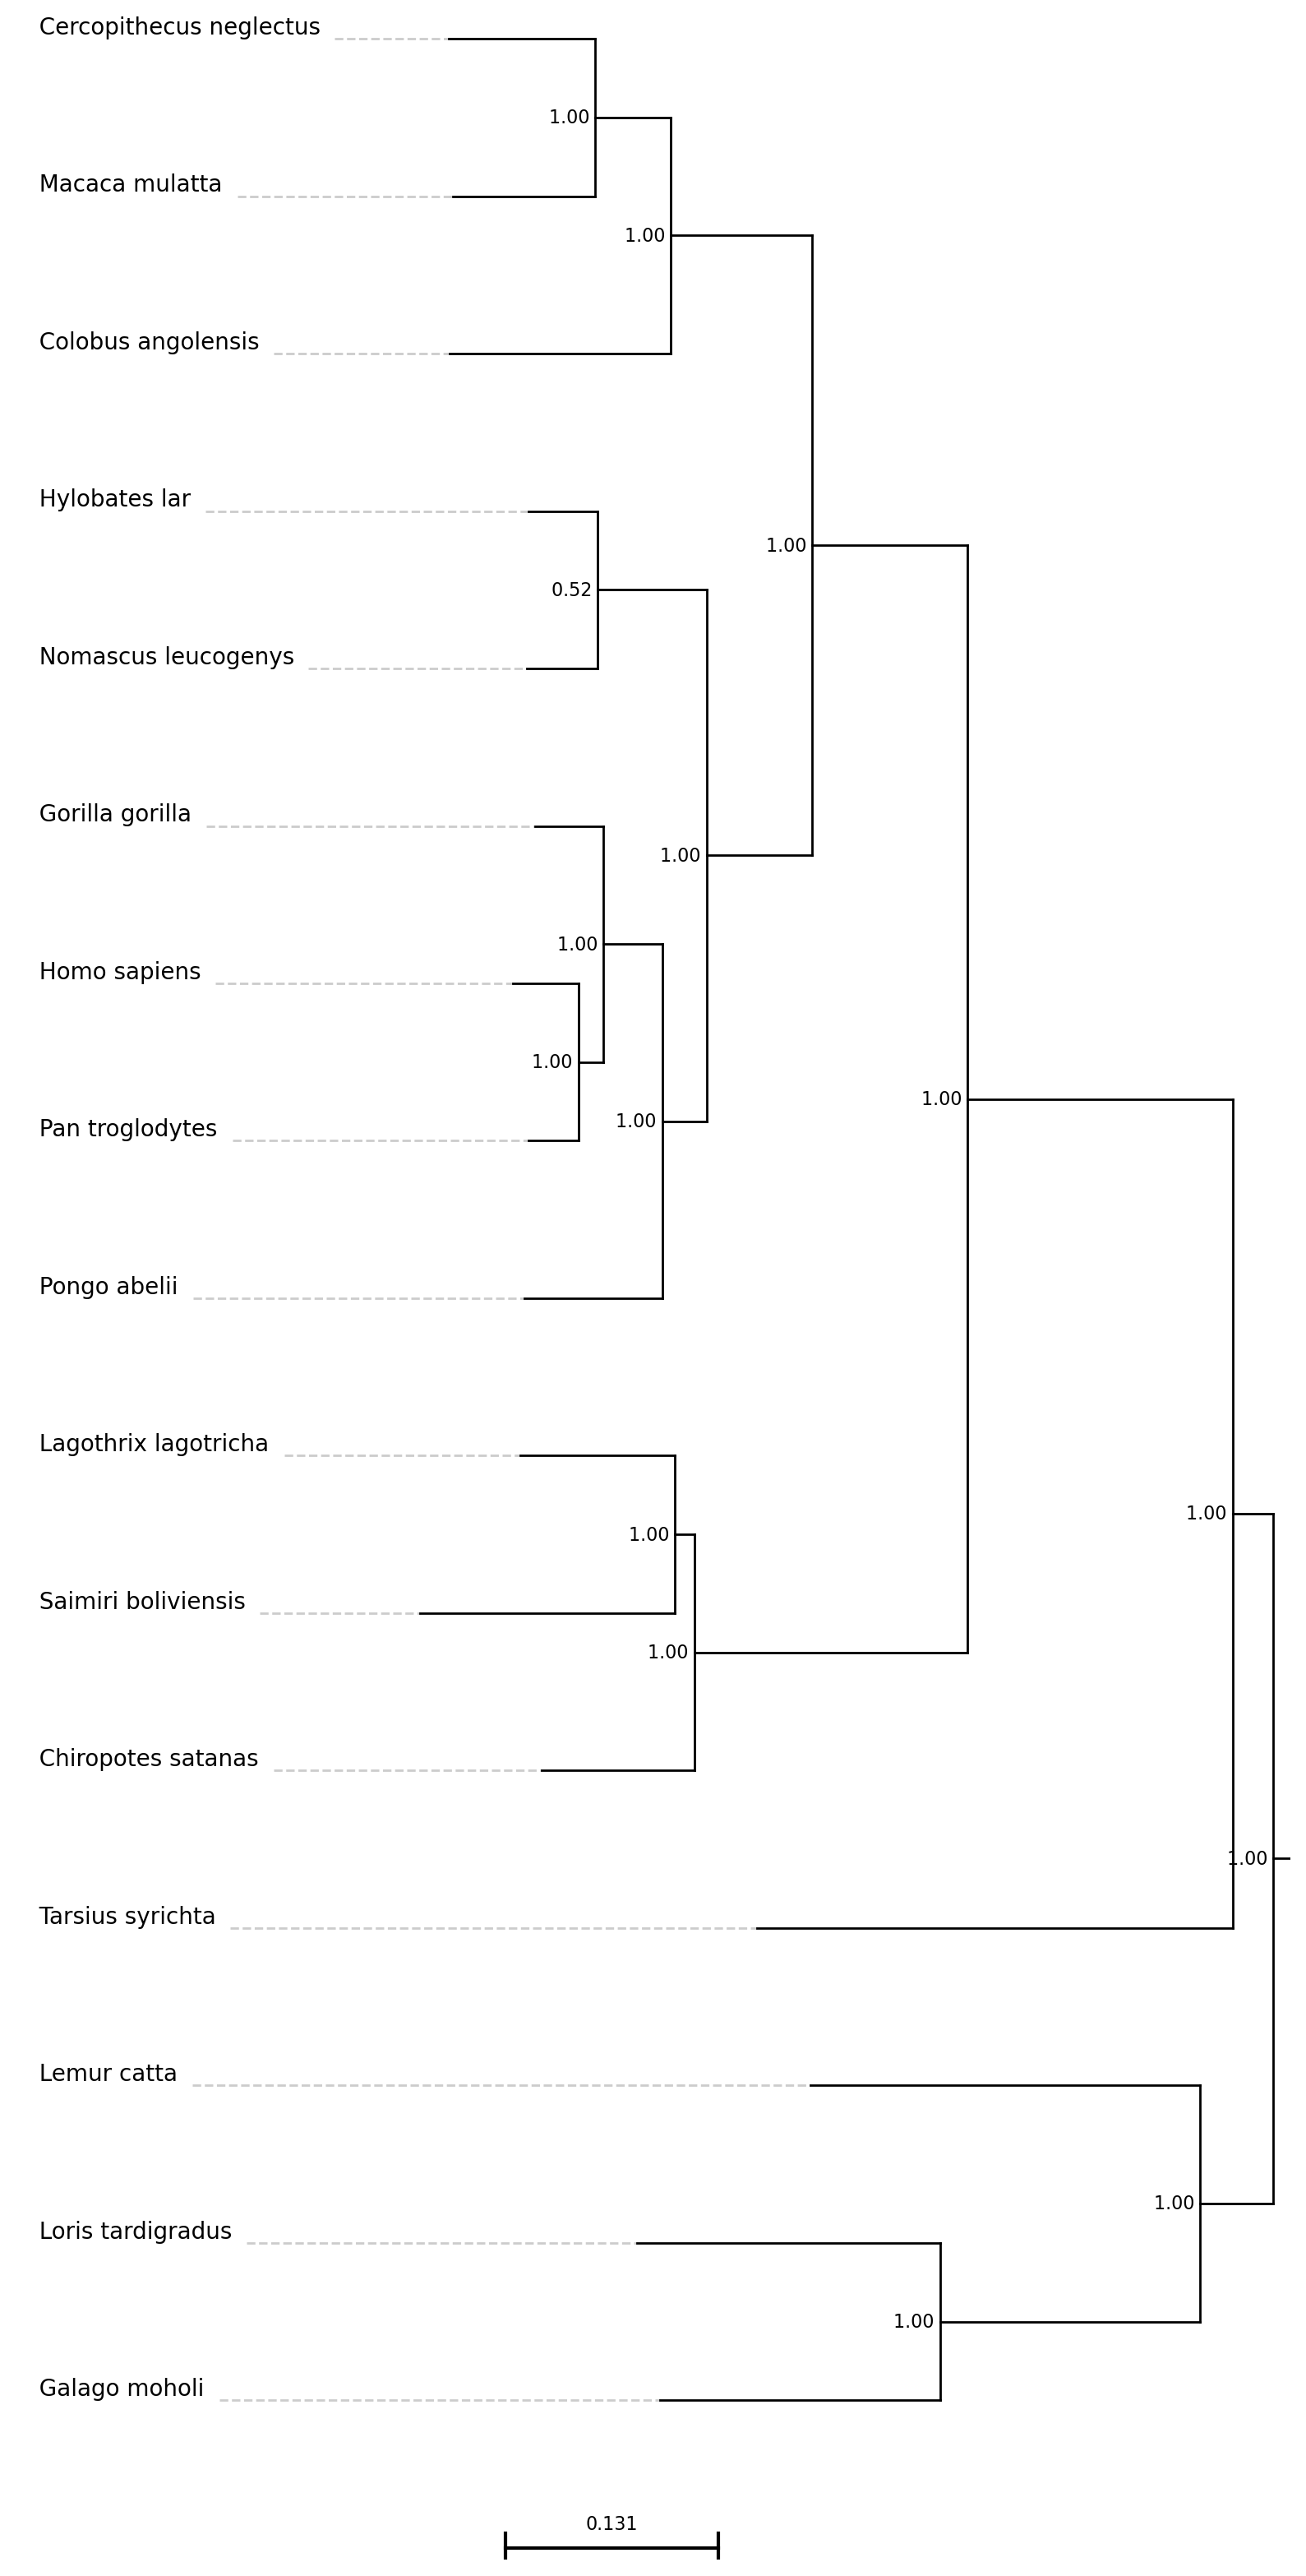 Cercopithecus neglectus
1.00
Macaca mulatta
1.00
Colobus angolensis
Hylobates lar
1.00
0.52
Nomascus leucogenys
Gorilla gorilla
1.00
1.00
Homo sapiens
1.00
1.00
1.00
Pan troglodytes
Pongo abelii
Lagothrix lagotricha
1.00
1.00
Saimiri boliviensis
1.00
Chiropotes satanas
1.00
Tarsius syrichta
Lemur catta
1.00
Loris tardigradus
1.00
Galago moholi
0.131